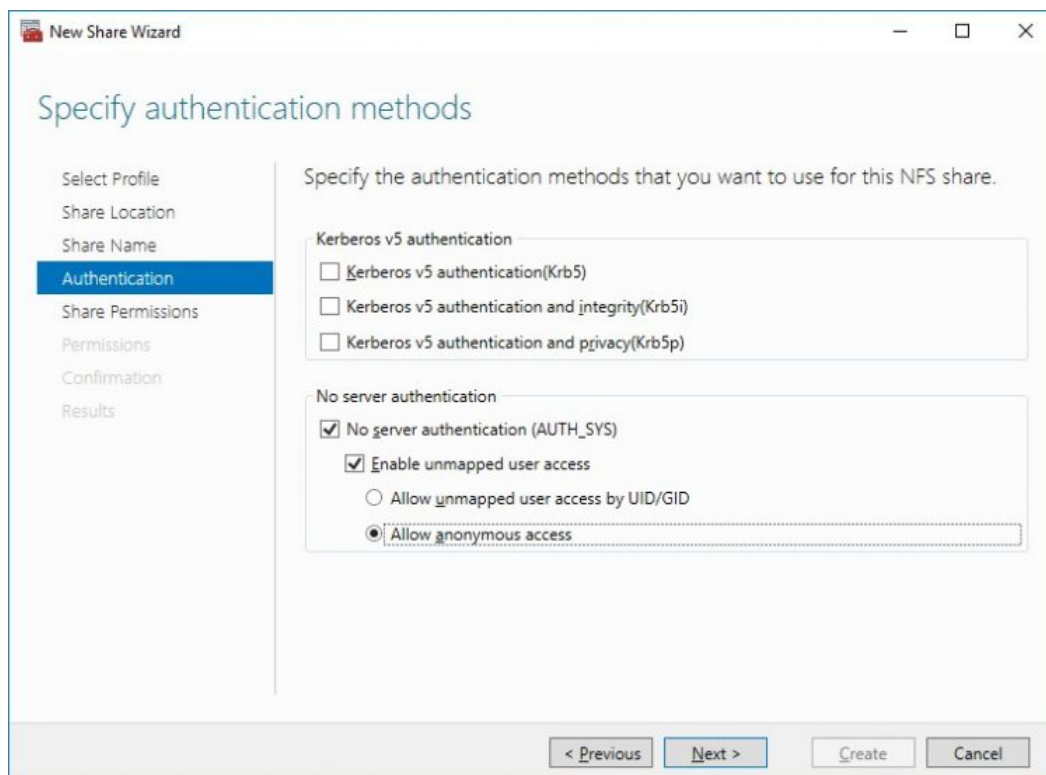 New Share Wizard
Specify authentication methods
Select Profile
Share Location
Share Name
Authentication
Share Permissions
Permissions
Confirmation
Results
Specify the authentication methods that you want to use for this NFS share.
Kerberos v5 authentication
Kerberos v5 authentication(Krb5)
Kerberos v5 authentication and integrity(Krb5i)
Kerberos v5 authentication and privacy(Krb5p)
No server authentication
No server authentication (AUTH_SYS)
Enable unmapped user access
Allow unmapped user access by UID/GID
Allow anonymous access
< Previous
Next >
Create
Cancel